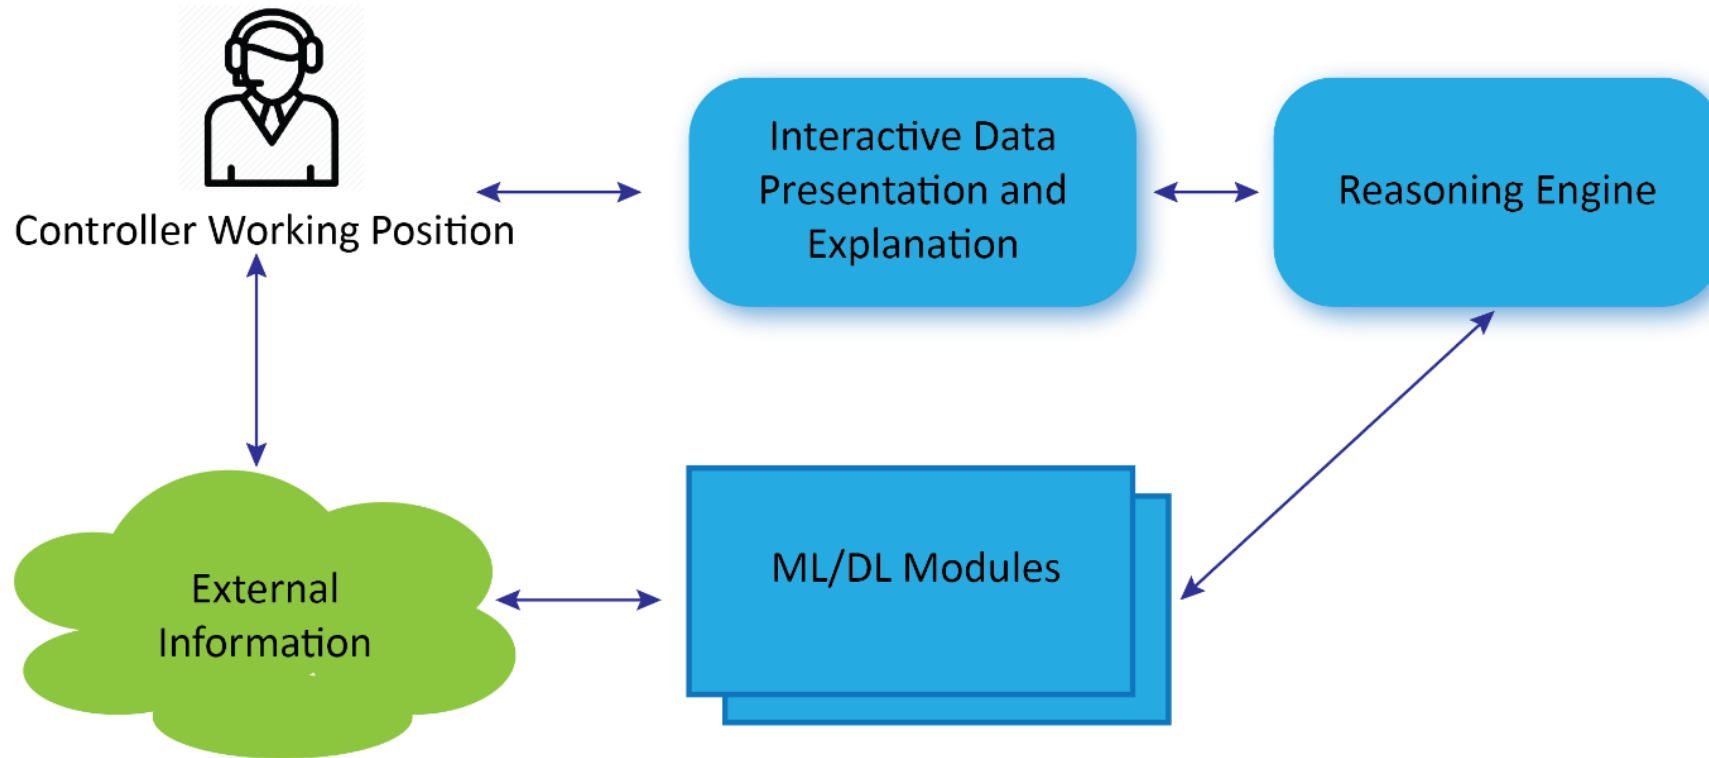 Interactive Data
Presentation and
Explanation
Reasoning Engine
Controller Working Position
External
Information
ML/DL Modules